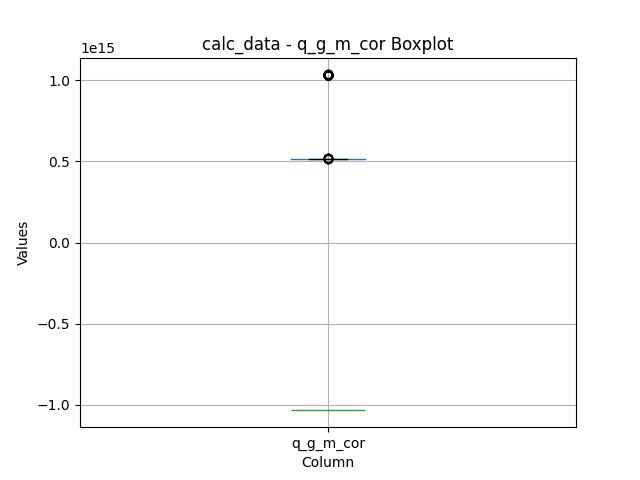 calc_data - q_g_m_cor Boxplot
1e15
1.0
0.5
0.0
−0.5
−1.0
Values
q_g_m_cor
Column